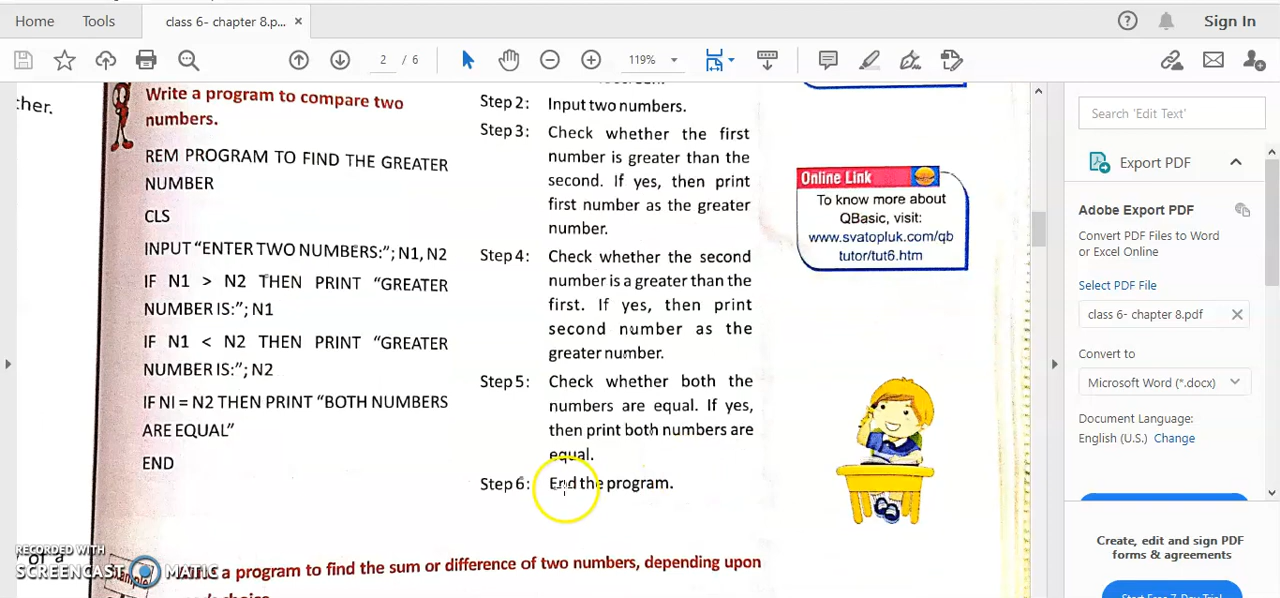 Home Tools class 6- chapter 8.p... × Sign In
2 / 6 119%
ther.
Write a program to compare two
numbers.
REM PROGRAM TO FIND THE GREATER
NUMBER
CLS
INPUT “ENTER TWO NUMBERS:”; N1, N2
IF N1 > N2 THEN PRINT “GREATER
NUMBER IS:”; N1
IF N1 < N2 THEN PRINT “GREATER
NUMBER IS:”; N2
IF NI = N2 THEN PRINT “BOTH NUMBERS
ARE EQUAL”
END
Step 2: Input two numbers.
Step 3: Check whether the first
number is greater than the
second. If yes, then print
first number as the greater
number.
Step 4: Check whether the second
number is a greater than the
first. If yes, then print
second number as the
greater number.
Step 5: Check whether both the
numbers are equal. If yes,
then print both numbers are
equal.
Step 6: End the program.
Online Link
To know more about
QBasic, visit:
www.svatopluk.com/qb
tutor/tut6.htm
of a
a program to find the sum or difference of two numbers, depending upon
RECORDED WITH
SCREENCAST MATIC
Search 'Edit Text'
Export PDF
Adobe Export PDF
Convert PDF Files to Word
or Excel Online
Select PDF File
class 6- chapter 8.pdf
Convert to
Microsoft Word (*.docx)
Document Language:
English (U.S.) Change
Create, edit and sign PDF
forms & agreements
Start Free 7-Day Trial